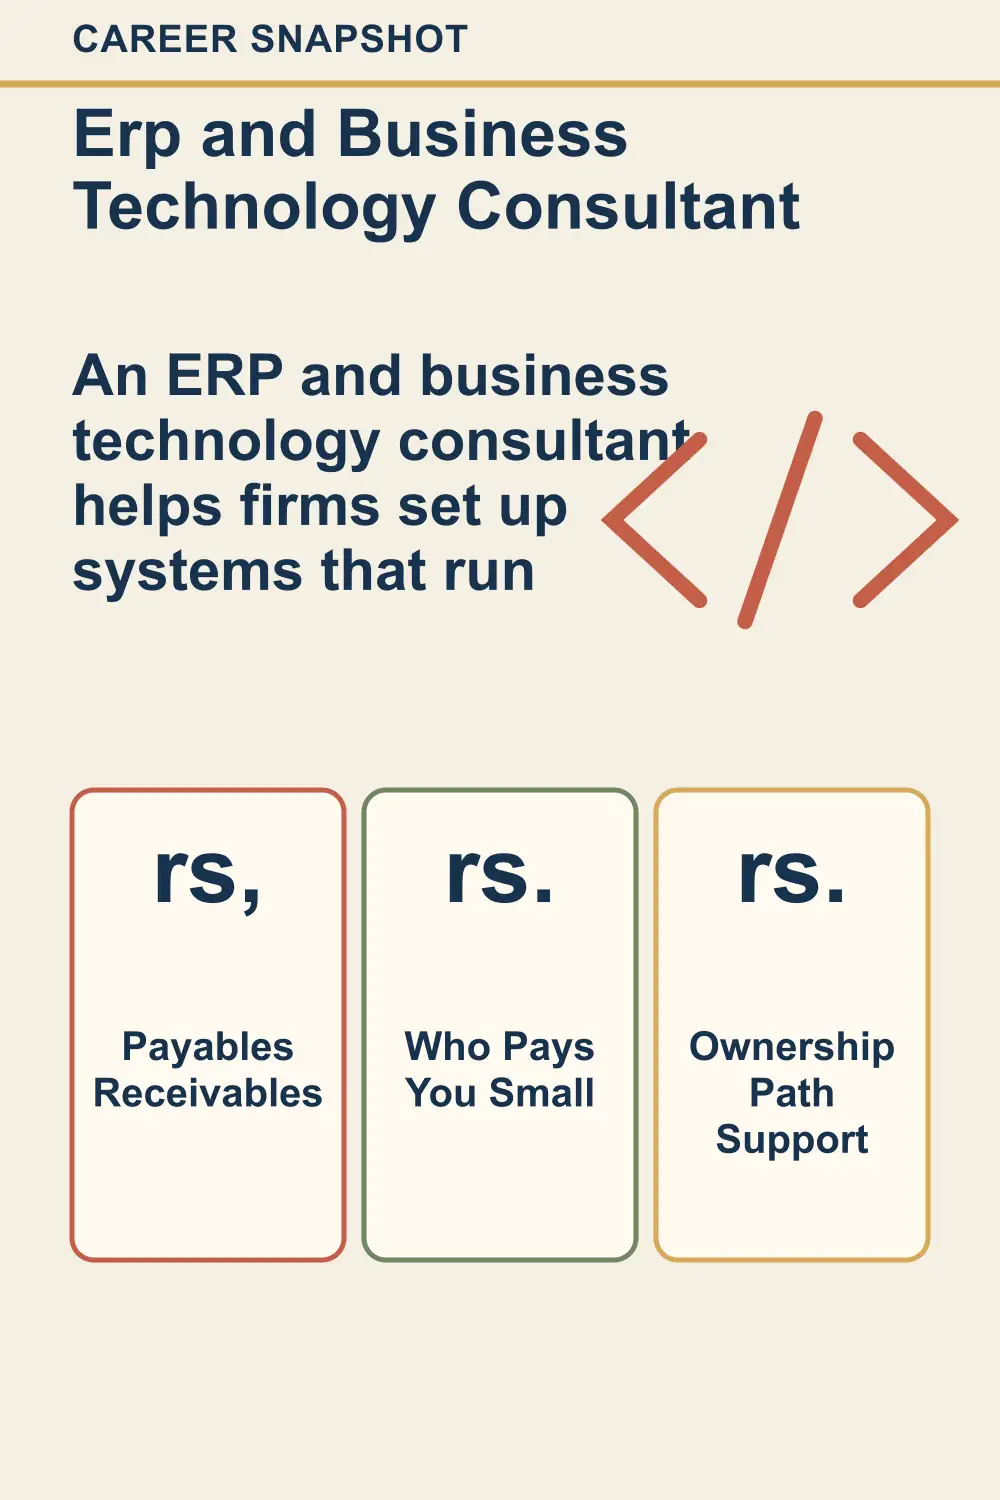 CAREER SNAPSHOT
Erp and Business
Technology Consultant
An ERP and business
technology consultant
helps firms set up
systems that run
rs,
Payables
Receivables
rs.
Who Pays
You Small
rs.
Ownership
Path
Support